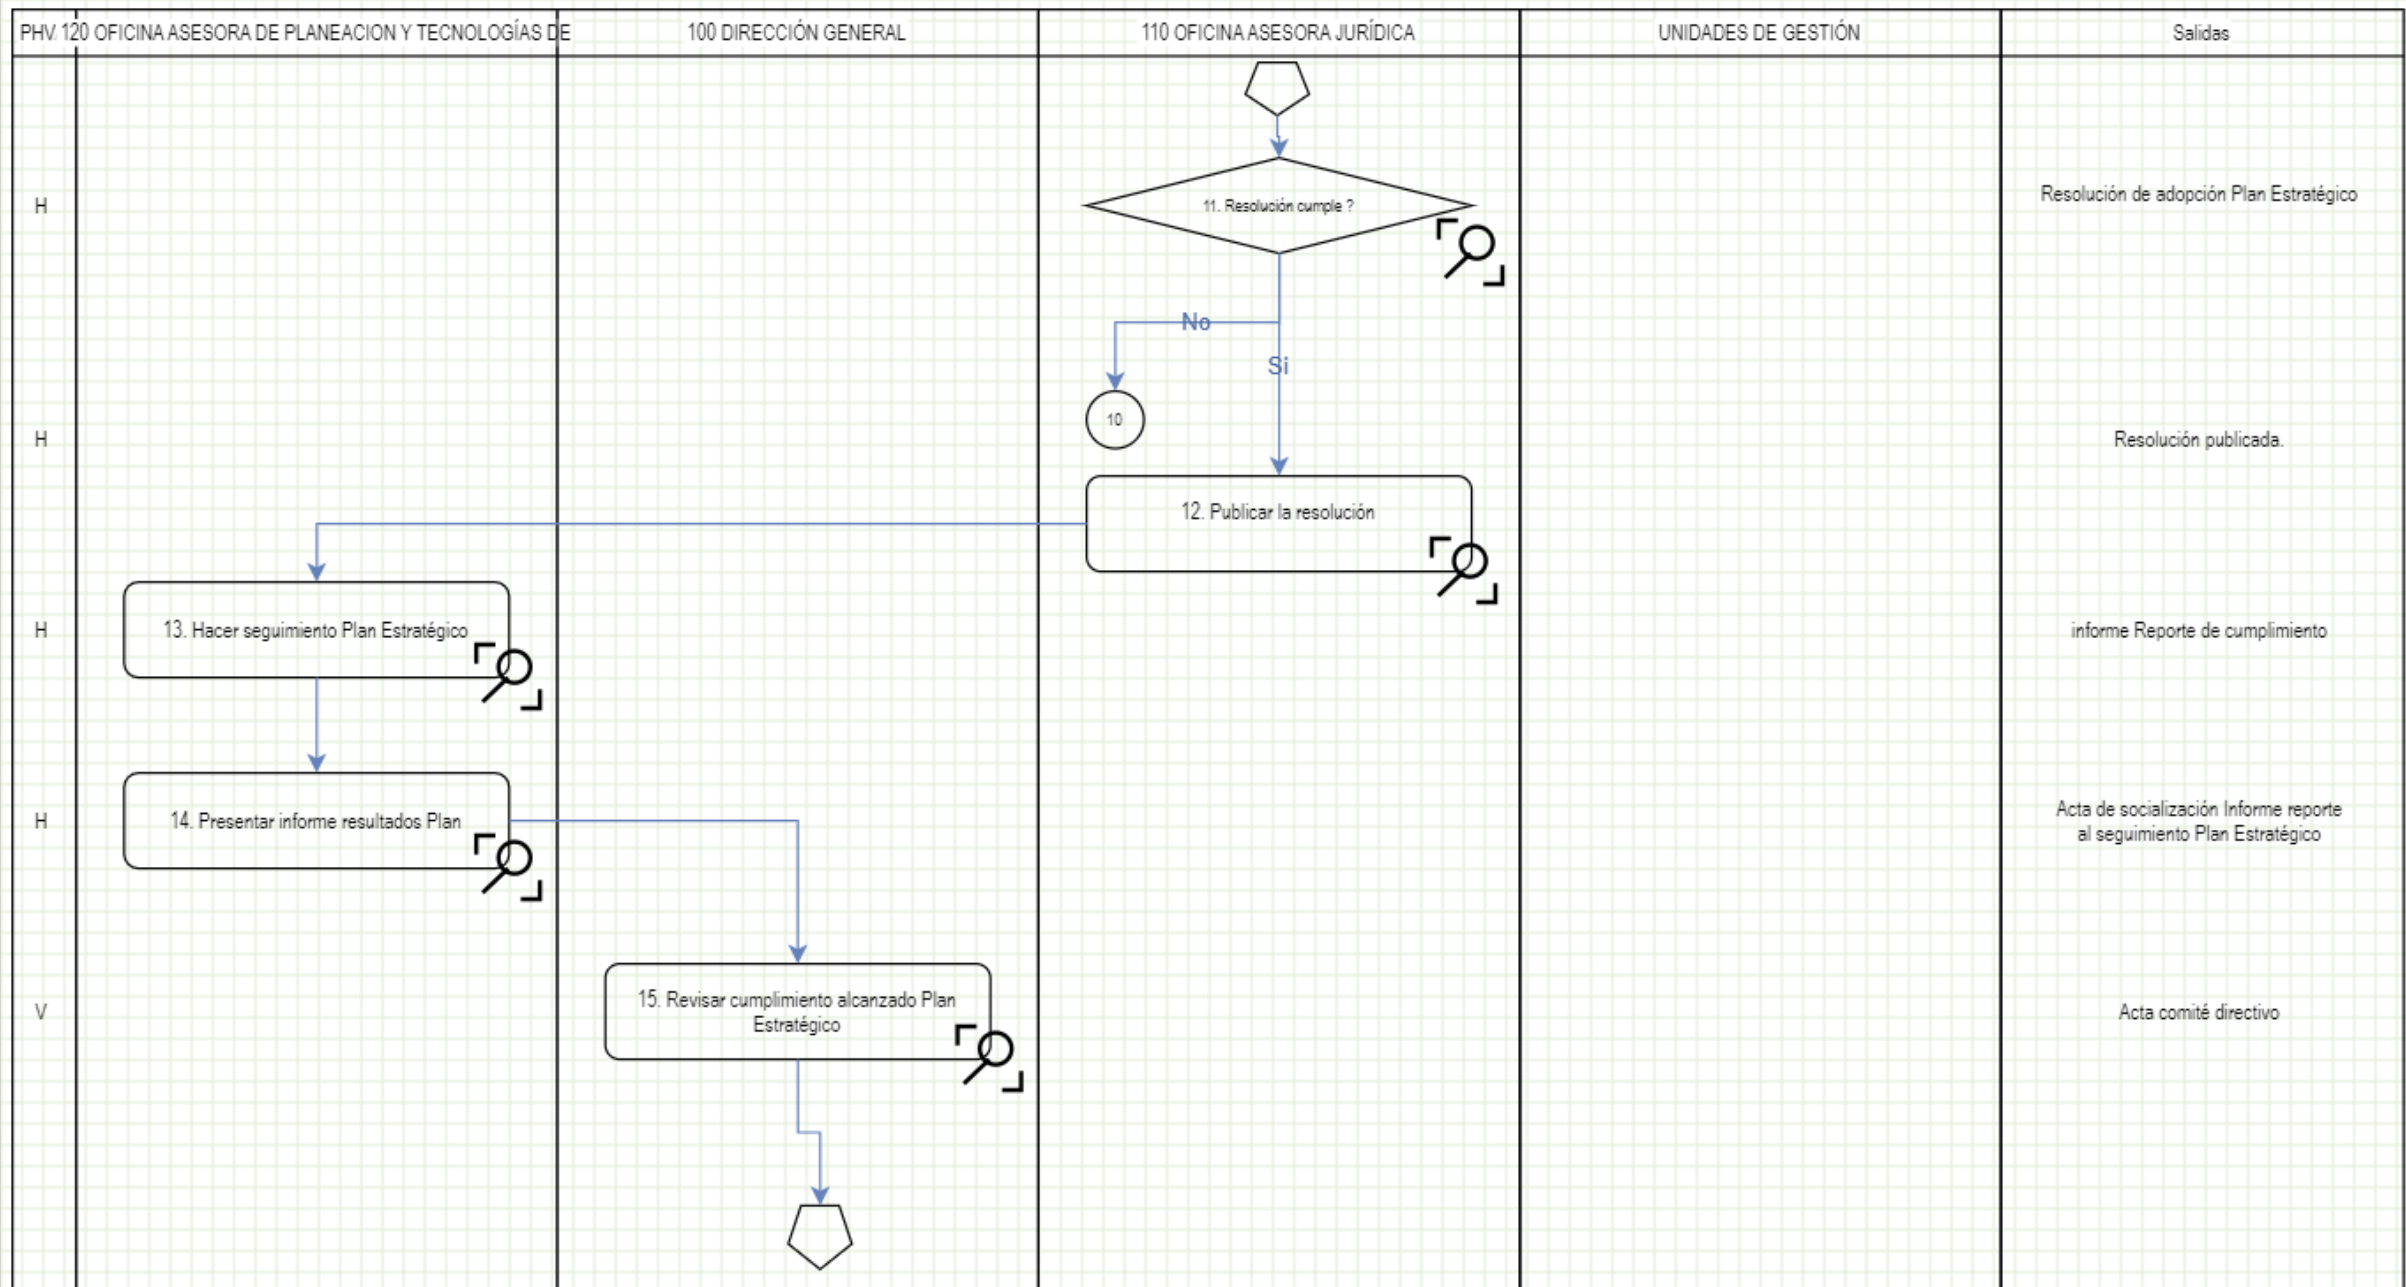 PHV. 120 OFICINA ASESORA DE PLANEACION Y TECNOLOGÍAS DE
100 DIRECCIÓN GENERAL
110 OFICINA ASESORA JURÍDICA
UNIDADES DE GESTIÓN
Salidas
H
11. Resolución cumple ?
Resolución de adopción Plan Estratégico
No
Si
10
H
Resolución publicada.
12. Publicar la resolución
H
13. Hacer seguimiento Plan Estratégico
informe Reporte de cumplimiento
H
14. Presentar informe resultados Plan
Acta de socialización Informe reporte
al seguimiento Plan Estratégico
V
15. Revisar cumplimiento alcanzado Plan
Estratégico
Acta comité directivo